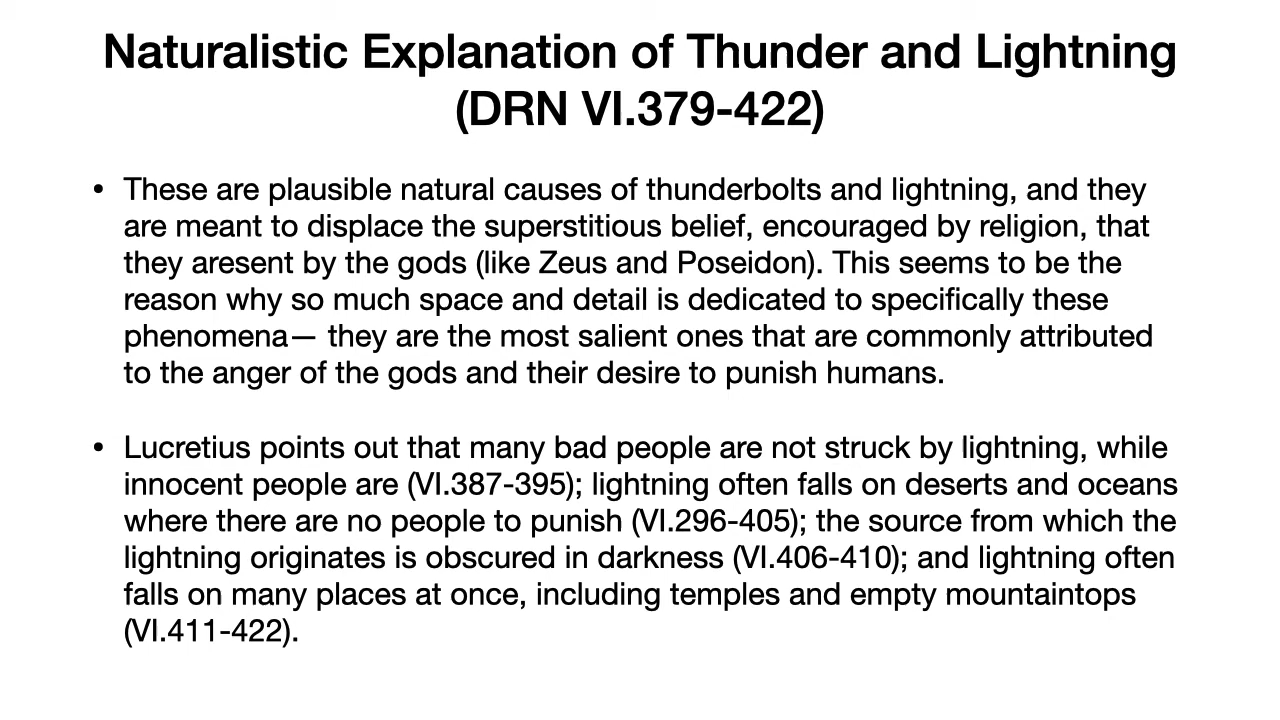 Naturalistic Explanation of Thunder and Lightning
(DRN VI.379-422)
• These are plausible natural causes of thunderbolts and lightning, and they
are meant to displace the superstitious belief, encouraged by religion, that
they aresent by the gods (like Zeus and Poseidon). This seems to be the
reason why so much space and detail is dedicated to specifically these
phenomena— they are the most salient ones that are commonly attributed
to the anger of the gods and their desire to punish humans.
• Lucretius points out that many bad people are not struck by lightning, while
innocent people are (VI.387-395); lightning often falls on deserts and oceans
where there are no people to punish (VI.296-405); the source from which the
lightning originates is obscured in darkness (VI.406-410); and lightning often
falls on many places at once, including temples and empty mountaintops
(VI.411-422).